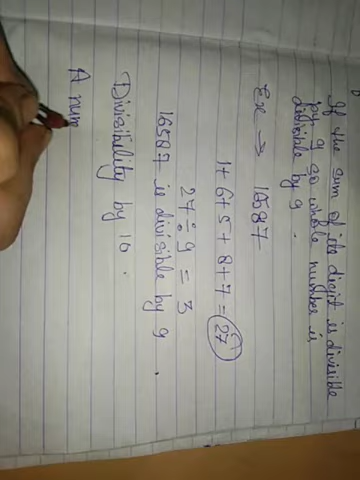 If the sum of its digit is divisible
by 9 so whole number is
divisible by 9.
Ex → 16587
1+6+5+8+7 = 27
27 ÷ 9 = 3
16587 is divisible by 9.
Divisibility by 10.
A num